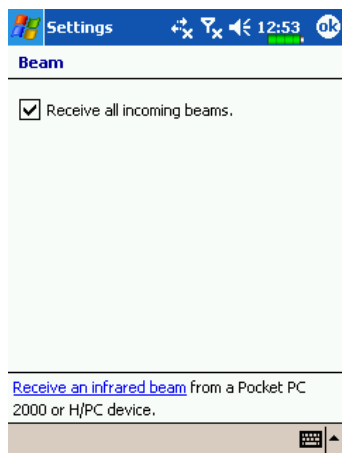 Settings 12:53 ok
Beam
Receive all incoming beams.
Receive an infrared beam from a Pocket PC
2000 or H/PC device.